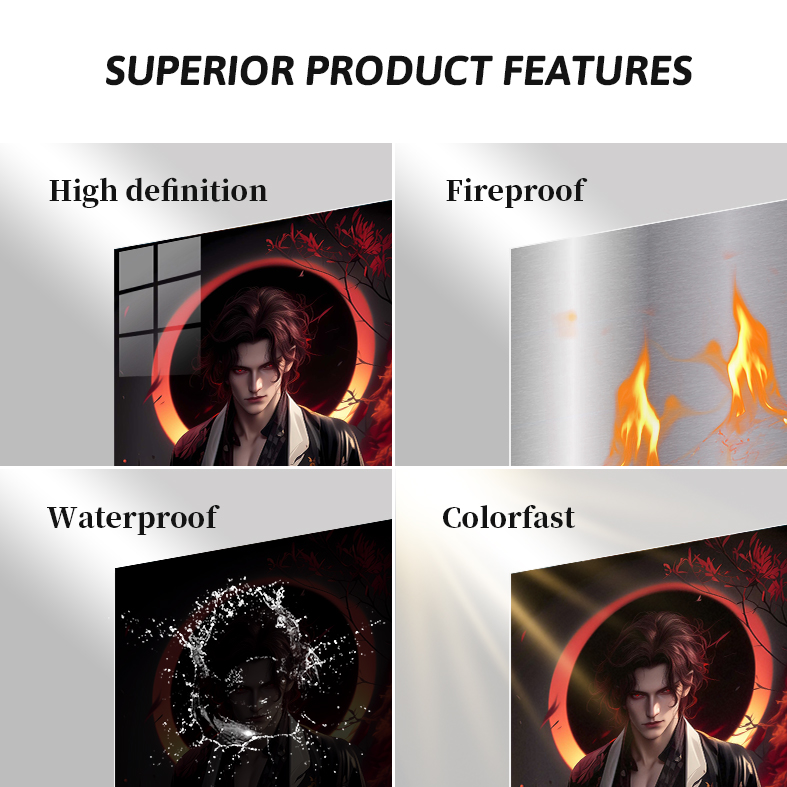 SUPERIOR PRODUCT FEATURES
High definition
Fireproof
Waterproof
Colorfast